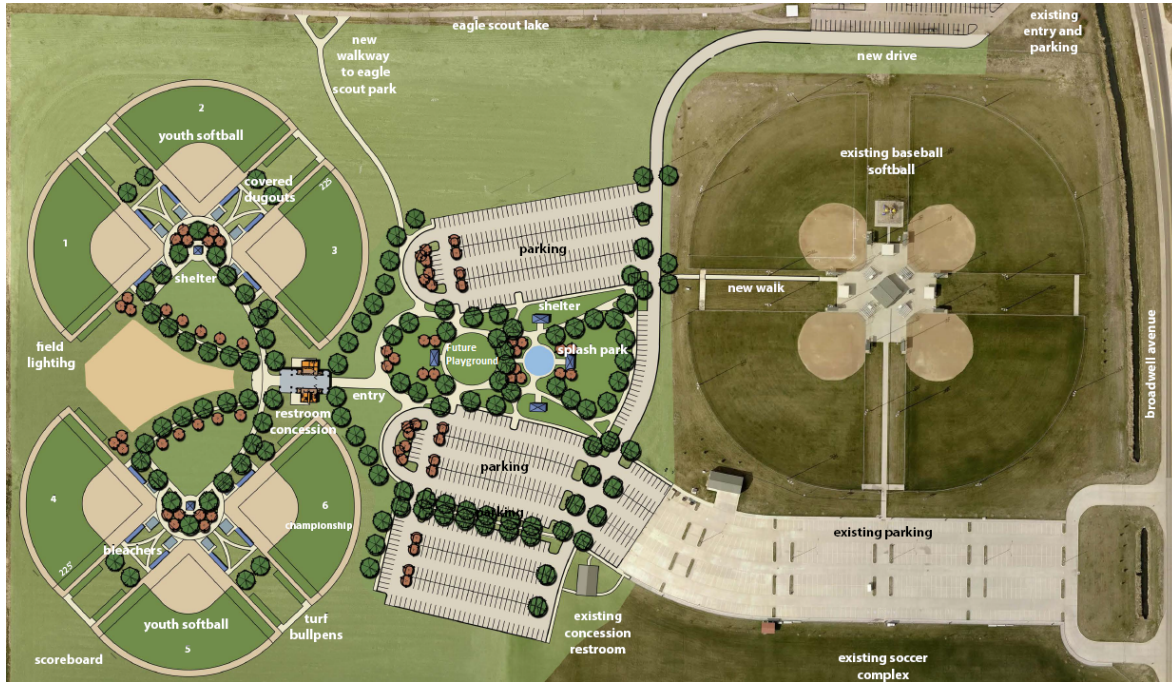 eagle scout lake
existing
entry and
parking
new
walkway
to eagle
scout park
new drive
2
youth softball
existing baseball
softball
covered
dugouts
225
1
3
parking
shelter
new walk
shelter
field
lighting
Future
Playground
splash park
broadwell avenue
entry
restroom
concession
parking
4
6
championship
parking
existing parking
bleachers
225'
turf
bullpens
youth softball
existing
concession
restroom
5
scoreboard
existing soccer
complex